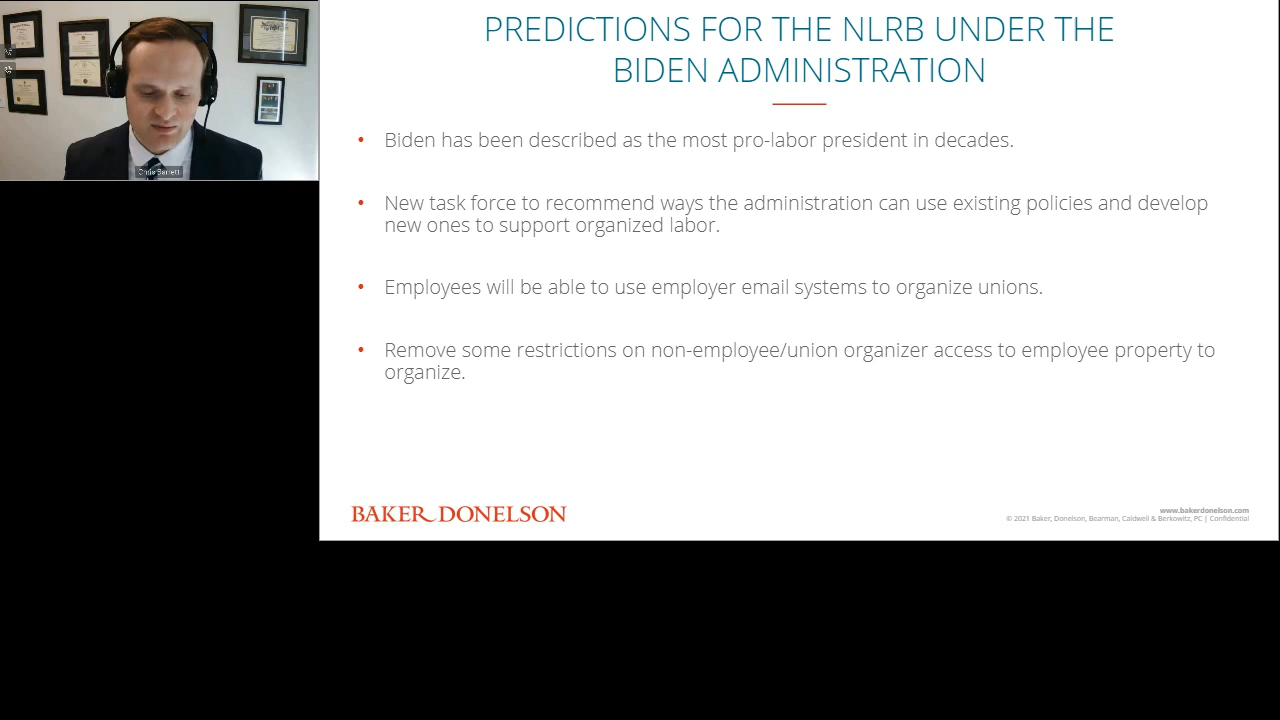 Chris Barrett
PREDICTIONS FOR THE NLRB UNDER THE
BIDEN ADMINISTRATION
• Biden has been described as the most pro-labor president in decades.
• New task force to recommend ways the administration can use existing policies and develop
new ones to support organized labor.
• Employees will be able to use employer email systems to organize unions.
• Remove some restrictions on non-employee/union organizer access to employee property to
organize.
BAKER DONELSON
www.bakerdonelson.com
© 2021 Baker, Donelson, Bearman, Caldwell & Berkowitz, PC | Confidential